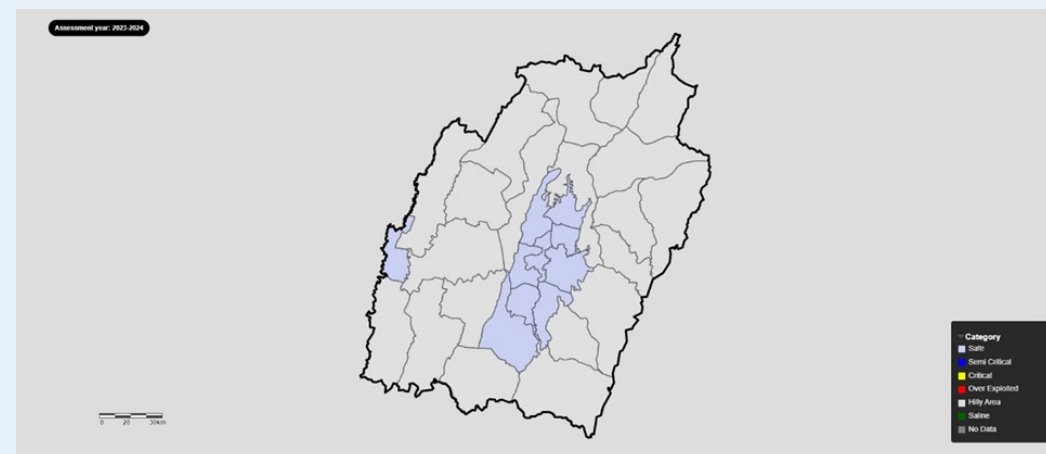 Assessment year: 2023-2024
Category
Safe
Semi Critical
Critical
Over Exploited
Hilly Area
Saline
No Data
0 20 30km